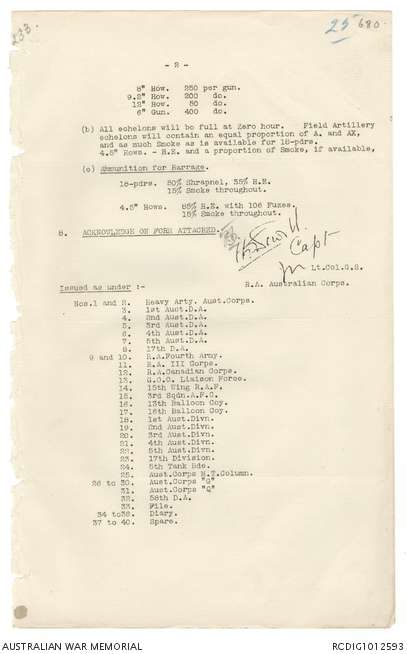 233.
25 680
- 2 -
8" How. 250 per gun.
9.2" How. 200 do.
12" How. 50 do.
6" Gun. 400 do.
(b) All echelons will be full at Zero hour. Field Artillery
echelons will contain an equal proportion of A. and AX,
and as much Smoke as is available for 18-pdrs.
4.5" Hows. - H.E. and a proportion of Smoke, if available,
(c) Ammunition for Barrage.
18-pdrs. 50% Shrapnel, 35% H.E.
15% Smoke throughout.
4.5" Hows. 85% H.E. with 106 Fuzes.
15% Smoke throughout.
8. ACKNOWLEDGE ON FORM ATTACHED.
Capt
for Lt.Col.G.S.
R.A. Australian Corps.
Issued as under :-
Nos.1 and 2. Heavy Arty. Aust.Corps.
3. 1st Aust.D.A.
4. 2nd Aust.D.A.
5. 3rd Aust.D.A.
6. 4th Aust.D.A.
7. 5th Aust.D.A.
8. 17th D.A.
9 and 10. R.A.Fourth Army.
11. R.A. III Corps.
12. R.A.Canadian Corps.
13. G.O.C. Liaison Force.
14. 15th Wing R.A.F.
15. 3rd Sqdn.A.F.C.
16. 13th Balloon Coy.
17. 16th Balloon Coy.
18. 1st Aust.Divn.
19. 2nd Aust.Divn.
20. 3rd Aust.Divn.
21. 4th Aust.Divn.
22. 5th Aust.Divn.
23. 17th Division.
24. 5th Tank Bde.
25. Aust.Corps M.T.Column.
26 to 30. Aust.Corps "G"
31. Aust.Corps "Q"
32. 58th D.A.
33. File.
34 to36. Diary.
37 to 40. Spare.
AUSTRALIAN WAR MEMORIAL
RCDIG1012593